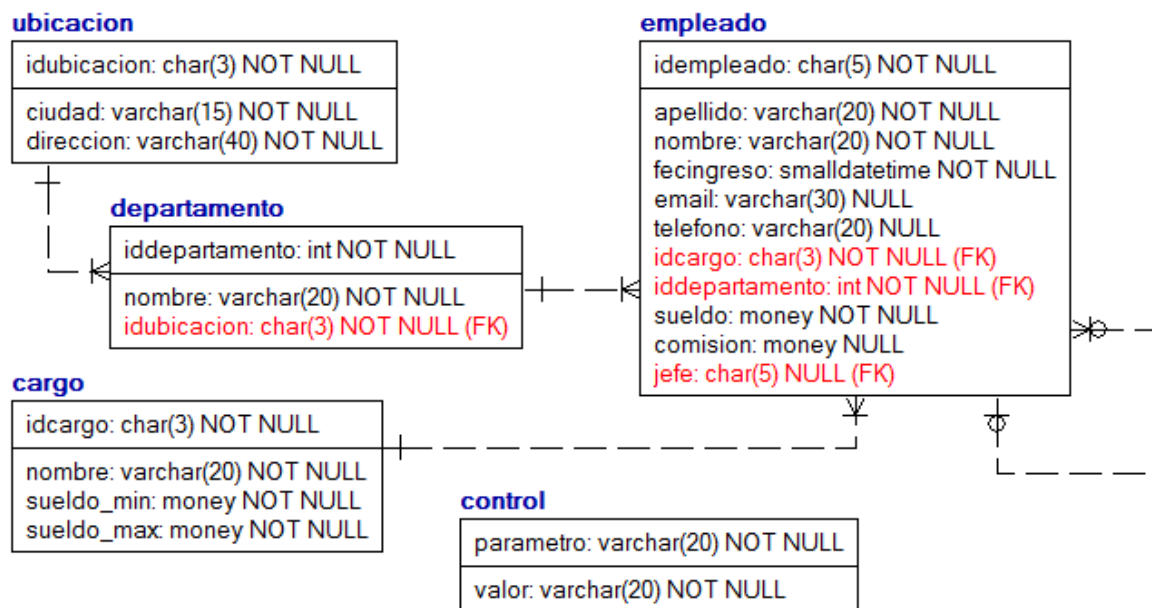 ubicacion
idubicacion: char(3) NOT NULL
ciudad: varchar(15) NOT NULL
direccion: varchar(40) NOT NULL
departamento
iddepartamento: int NOT NULL
nombre: varchar(20) NOT NULL
idubicacion: char(3) NOT NULL (FK)
cargo
idcargo: char(3) NOT NULL
nombre: varchar(20) NOT NULL
sueldo_min: money NOT NULL
sueldo_max: money NOT NULL
empleado
idempleado: char(5) NOT NULL
apellido: varchar(20) NOT NULL
nombre: varchar(20) NOT NULL
fecingreso: smalldatetime NOT NULL
email: varchar(30) NULL
telefono: varchar(20) NULL
idcargo: char(3) NOT NULL (FK)
iddepartamento: int NOT NULL (FK)
sueldo: money NOT NULL
comision: money NULL
jefe: char(5) NULL (FK)
control
parametro: varchar(20) NOT NULL
valor: varchar(20) NOT NULL